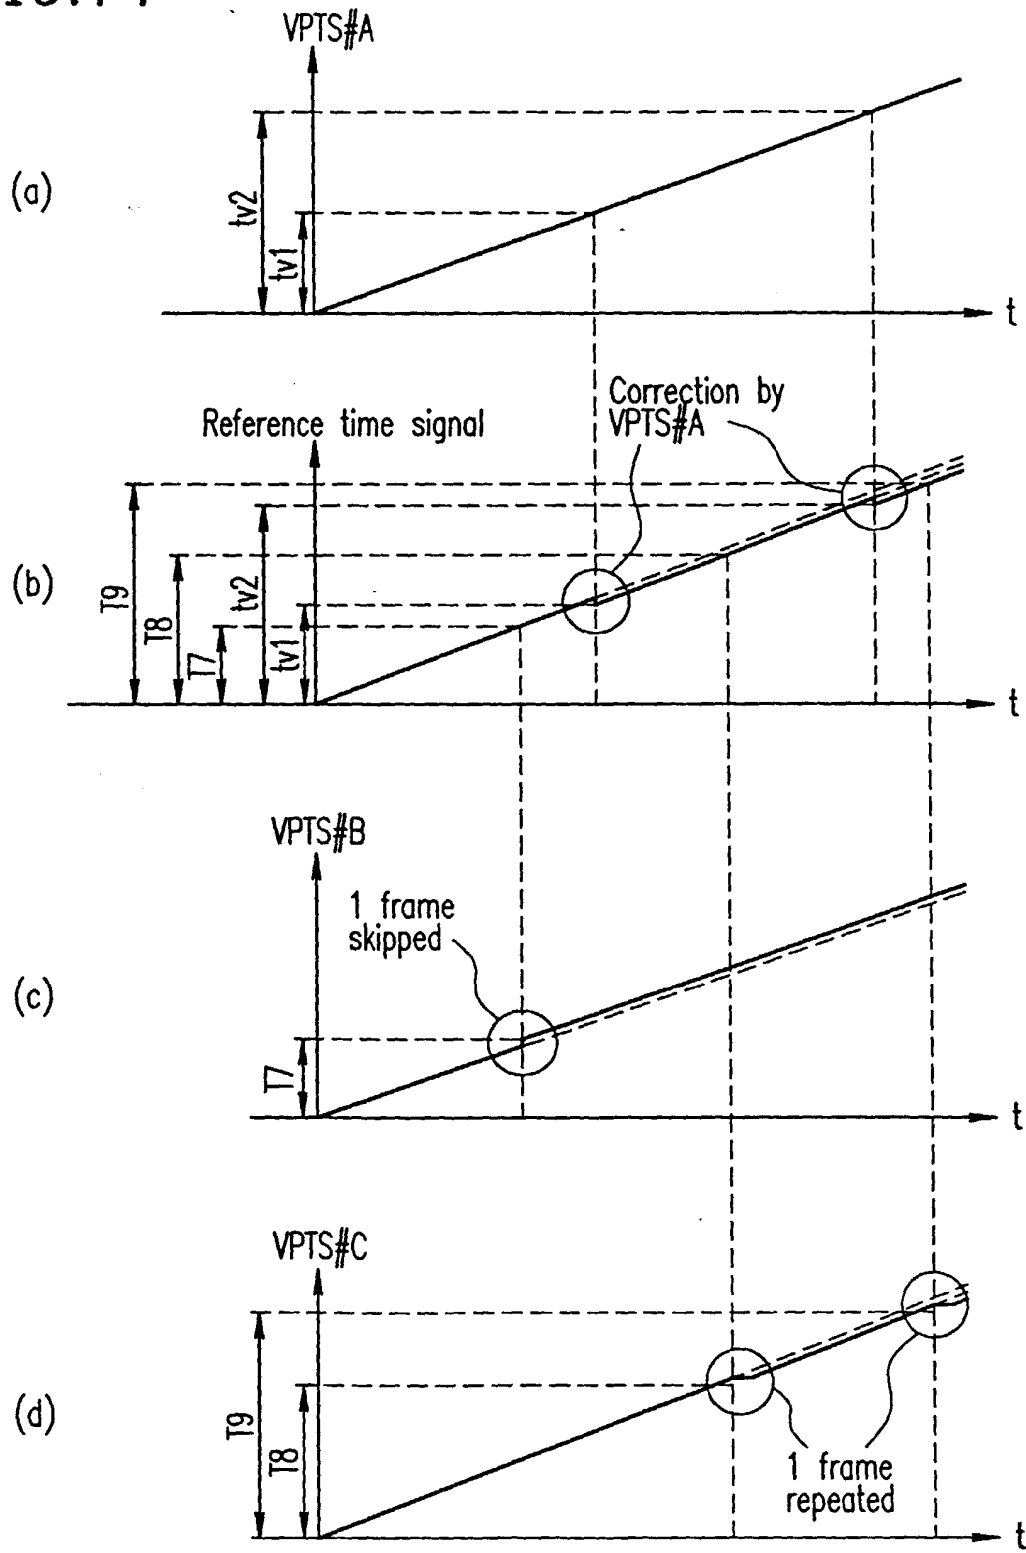 VPTS#A
(a)
tv2
tv1
t
Correction by
VPTS#A
Reference time signal
(b)
T9
T8
T7
tv2
tv1
t
VPTS#B
1 frame
skipped
(c)
T7
t
VPTS#C
(d)
T9
T8
1 frame
repeated
t